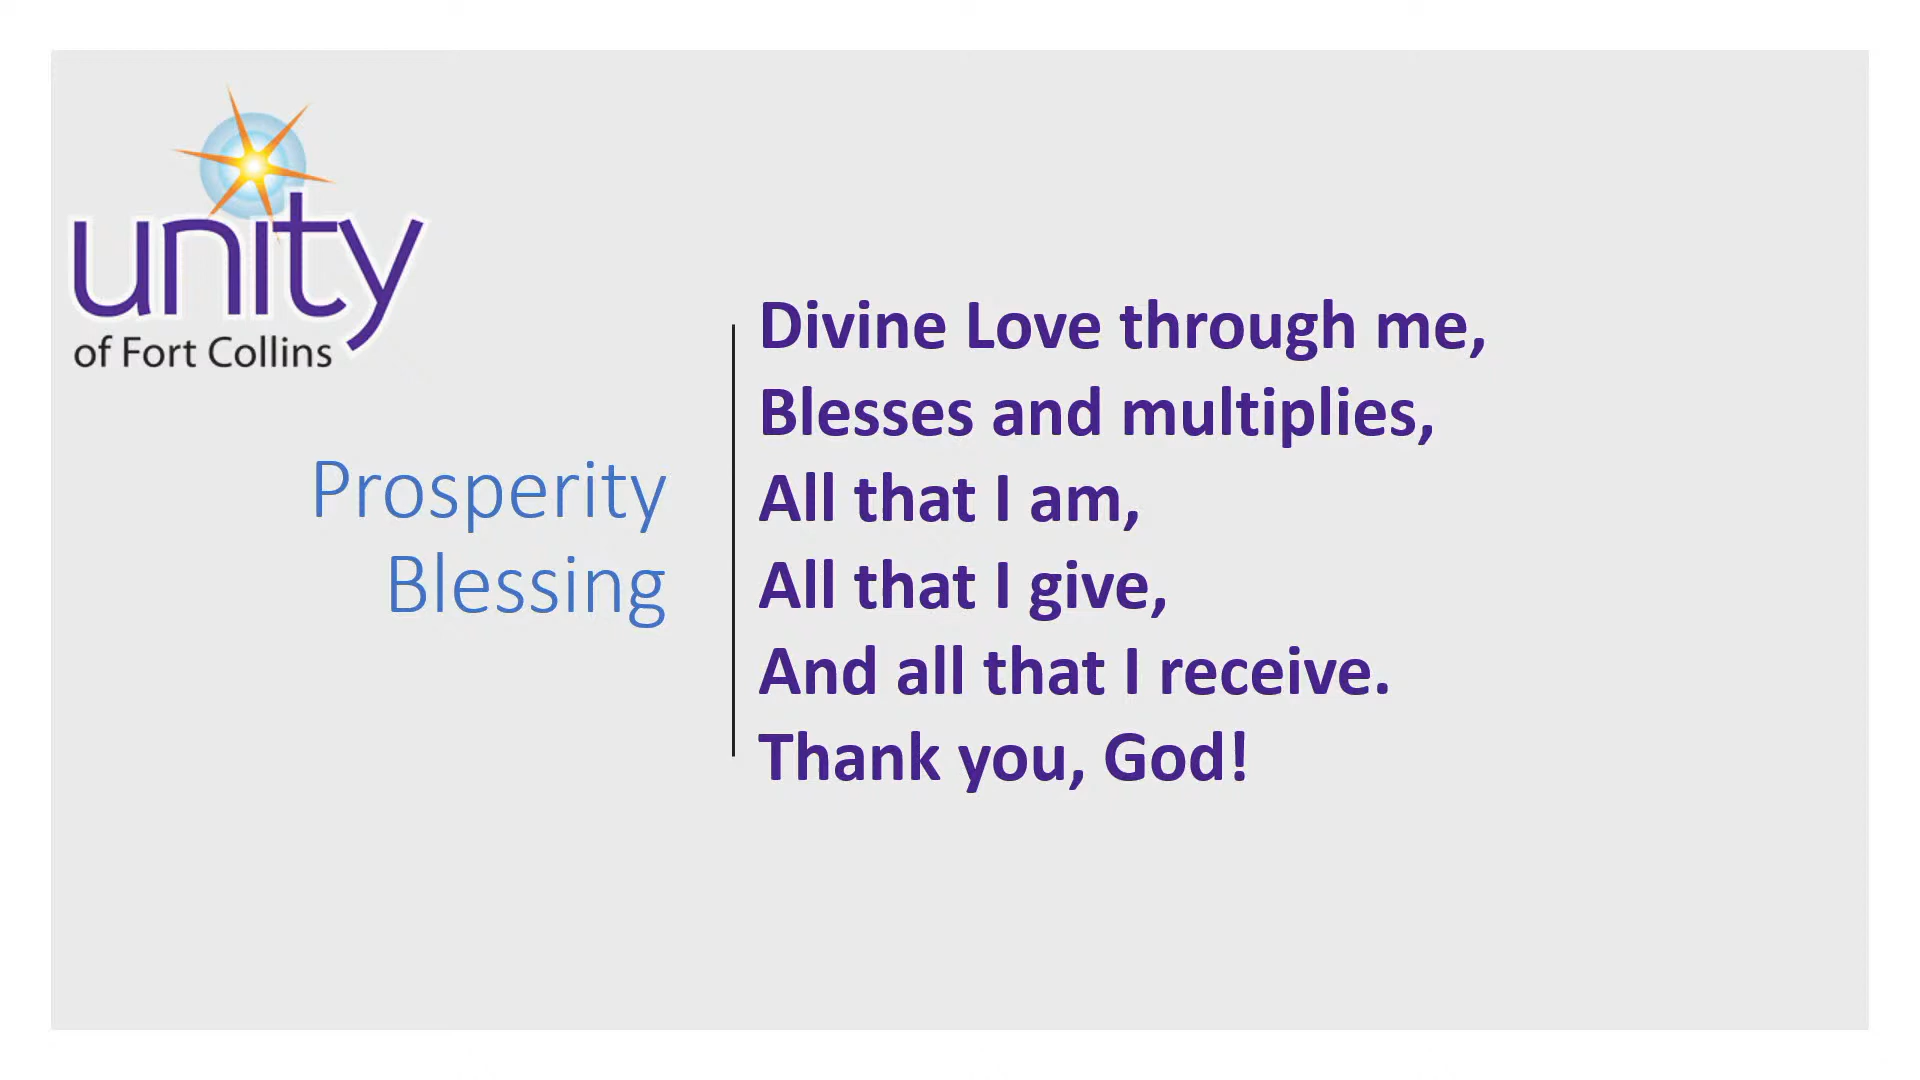 unity
of Fort Collins
Prosperity
Blessing
Divine Love through me,
Blesses and multiplies,
All that I am,
All that I give,
And all that I receive.
Thank you, God!